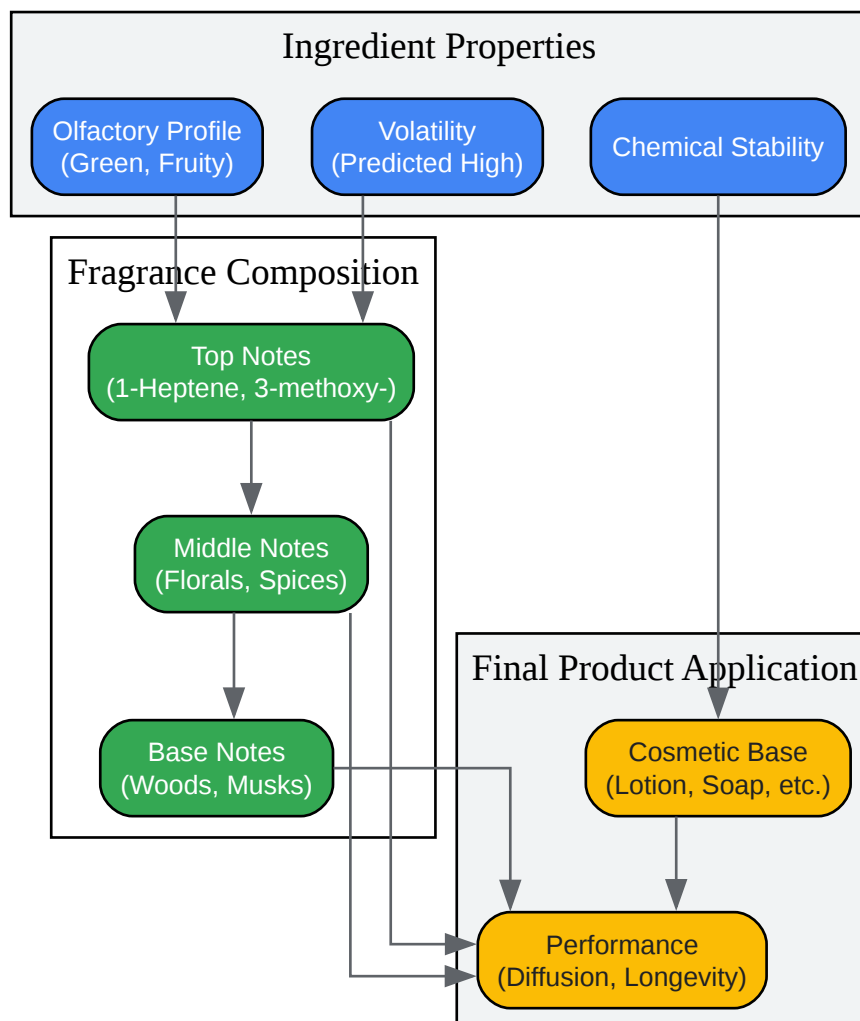 Ingredient Properties
Olfactory Profile
(Green, Fruity)
Volatility
(Predicted High)
Chemical Stability
Fragrance Composition
Top Notes
(1-Heptene, 3-methoxy-)
Middle Notes
(Florals, Spices)
Base Notes
(Woods, Musks)
Final Product Application
Cosmetic Base
(Lotion, Soap, etc.)
Performance
(Diffusion, Longevity)